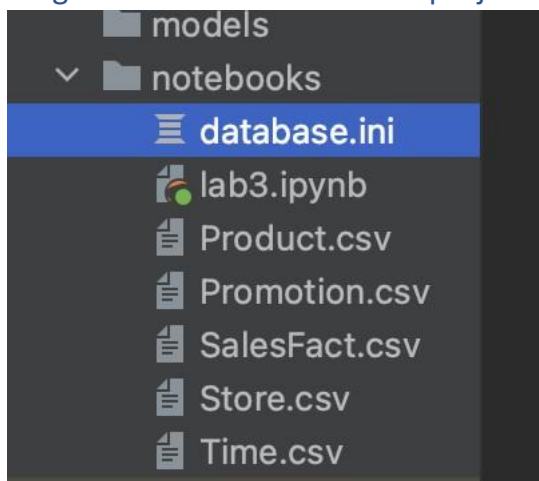 models
notebooks
database.ini
lab3.ipynb
Product.csv
Promotion.csv
SalesFact.csv
Store.csv
Time.csv